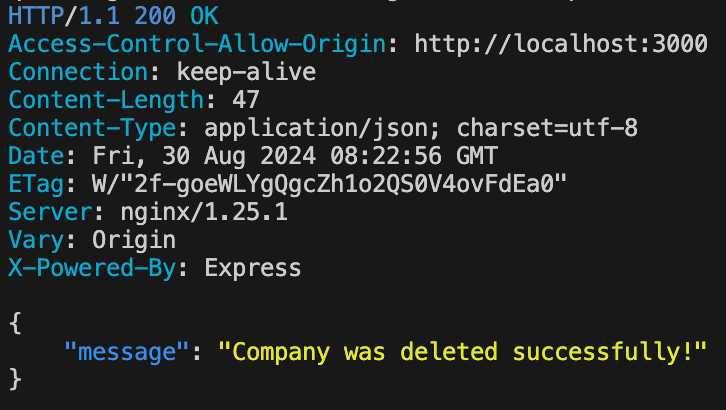 HTTP/1.1 200 OK
Access-Control-Allow-Origin: http://localhost:3000
Connection: keep-alive
Content-Length: 47
Content-Type: application/json; charset=utf-8
Date: Fri, 30 Aug 2024 08:22:56 GMT
ETag: W/"2f-goeWLYgQgcZh1o2QS0V4ovFdEa0"
Server: nginx/1.25.1
Vary: Origin
X-Powered-By: Express

{
    "message": "Company was deleted successfully!"
}